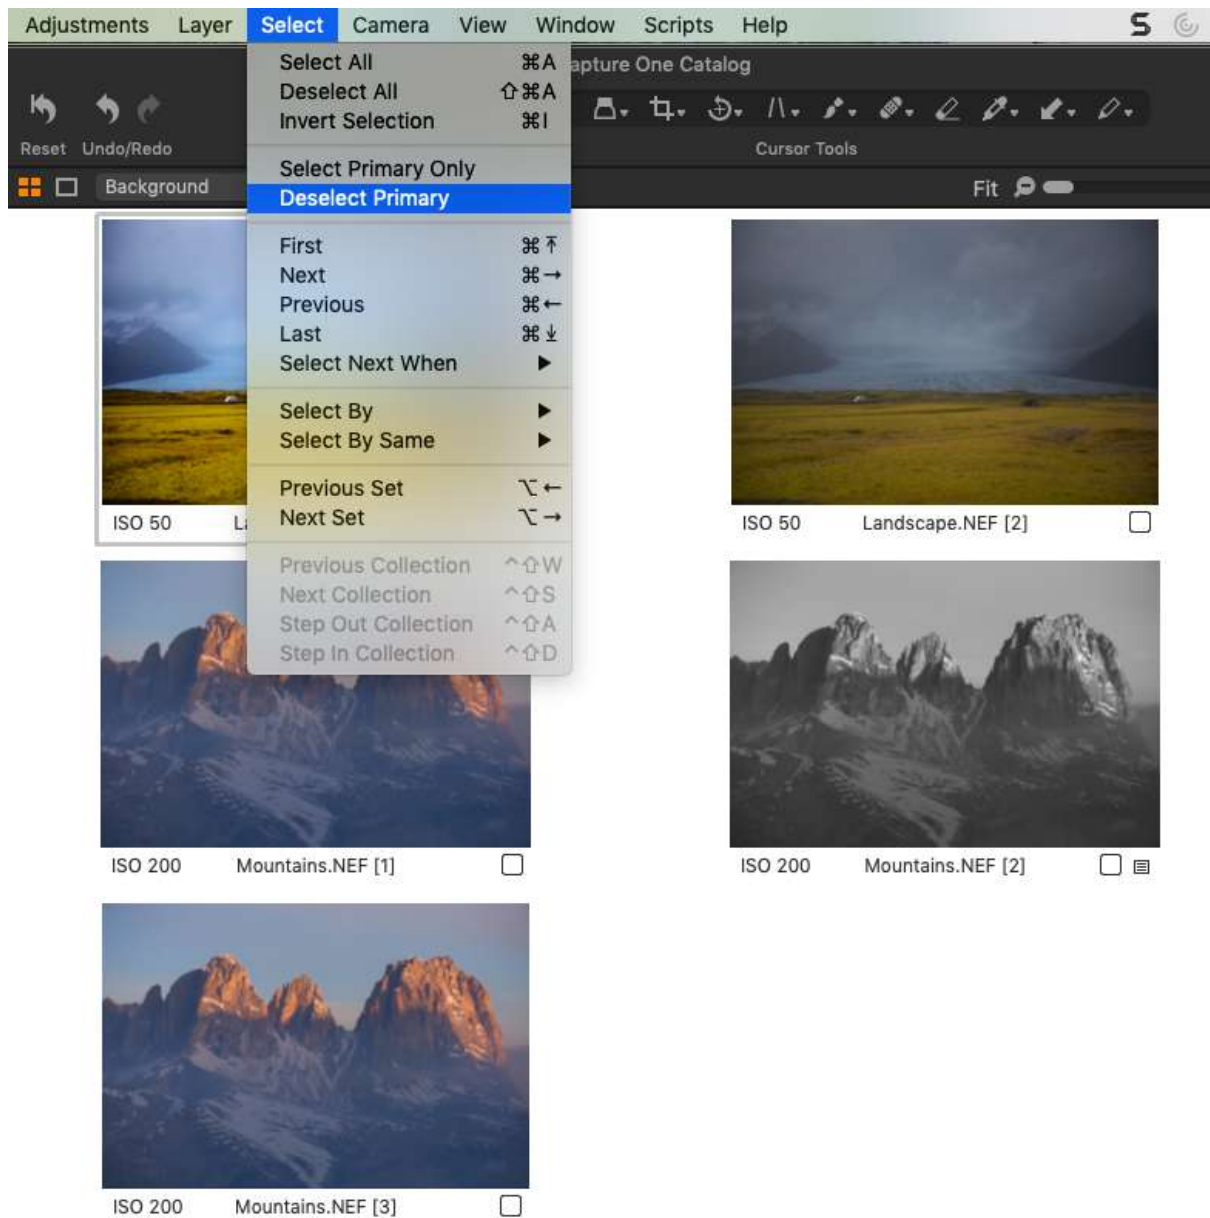 Adjustments Layer Select Camera View Window Scripts Help
Select All ⌘A
apture One Catalog
Deselect All ⇧⌘A
Invert Selection ⌘I
Reset Undo/Redo
Cursor Tools
Select Primary Only
Background
Deselect Primary
Fit
First ⌘⤒
Next ⌘→
Previous ⌘←
Last ⌘⤓
Select Next When ▶
Select By ▶
Select By Same ▶
Previous Set ⌥←
Next Set ⌥→
Previous Collection ^⇧W
Next Collection ^⇧S
Step Out Collection ^⇧A
Step In Collection ^⇧D
ISO 50 L
ISO 50 Landscape.NEF [2]
ISO 200 Mountains.NEF [1]
ISO 200 Mountains.NEF [2]
ISO 200 Mountains.NEF [3]